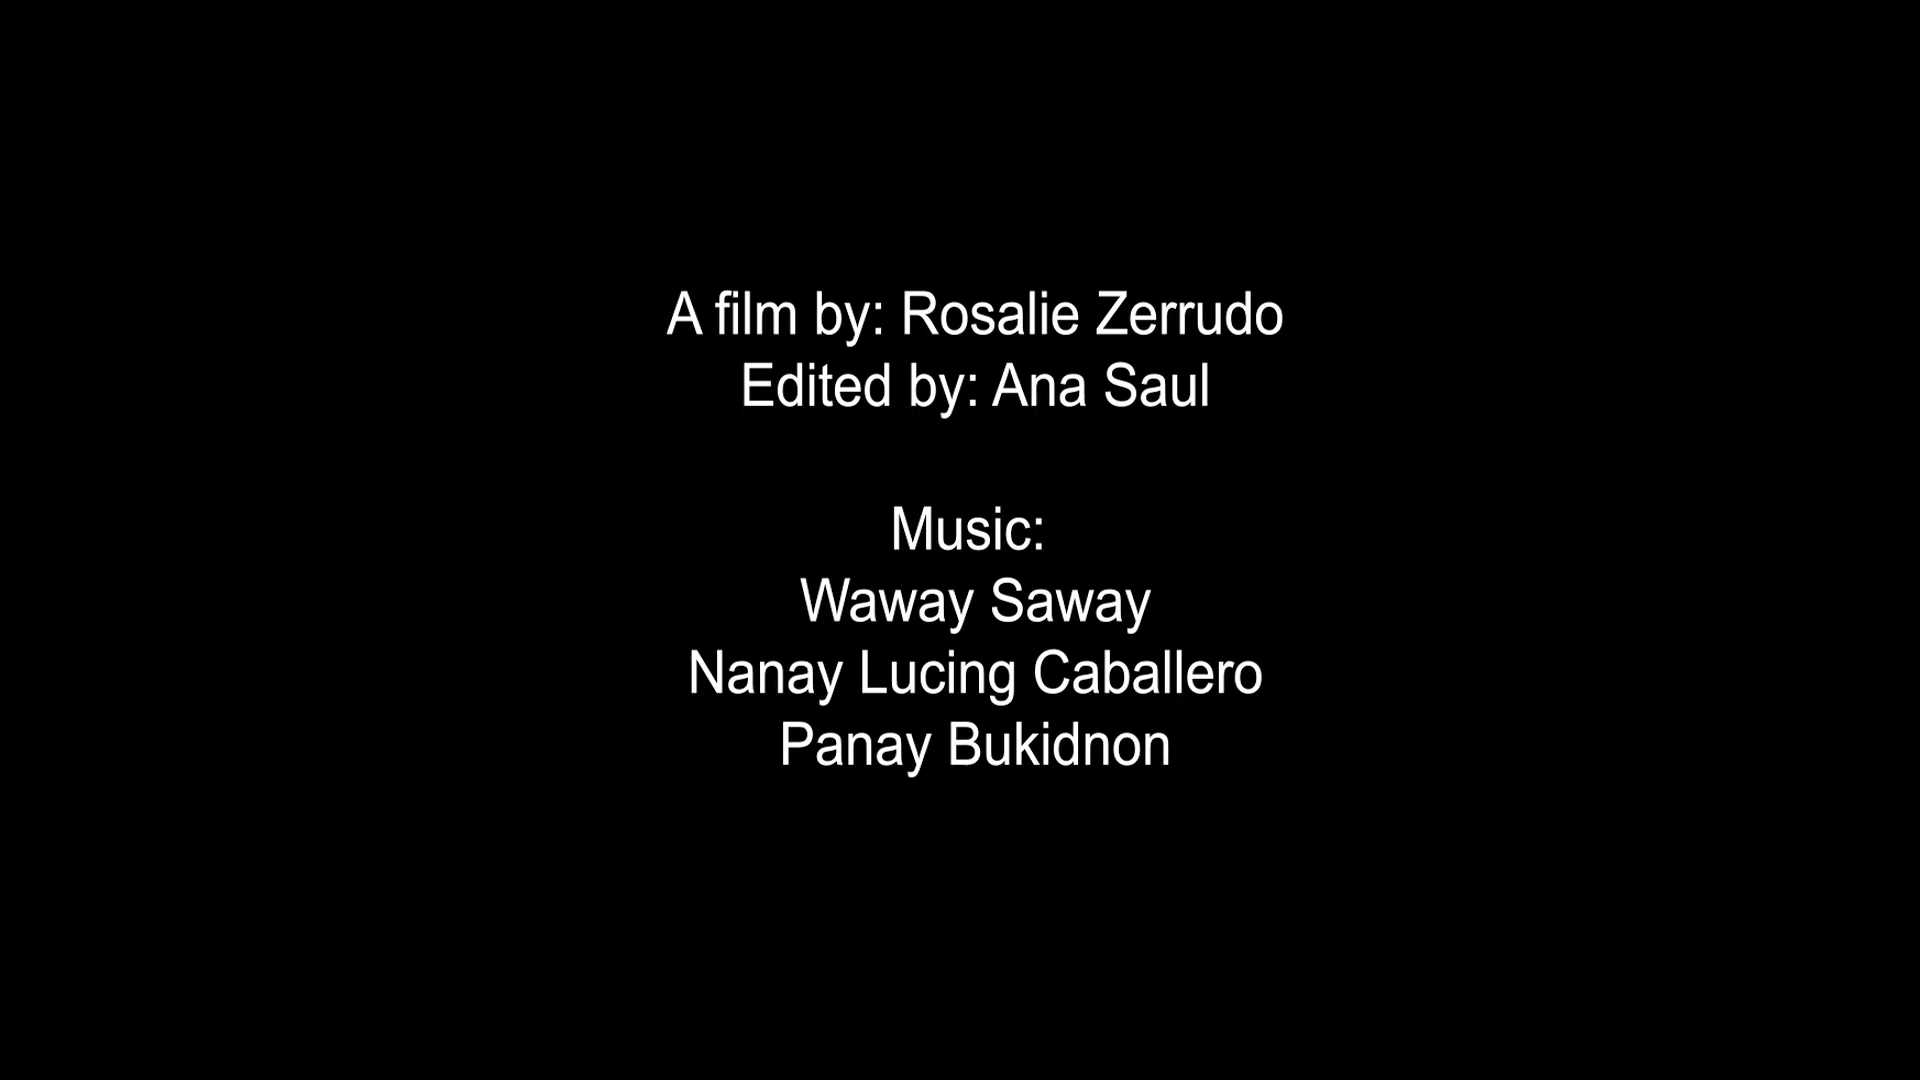 A film by: Rosalie Zerrudo
Edited by: Ana Saul
Music:
Waway Saway
Nanay Lucing Caballero
Panay Bukidnon